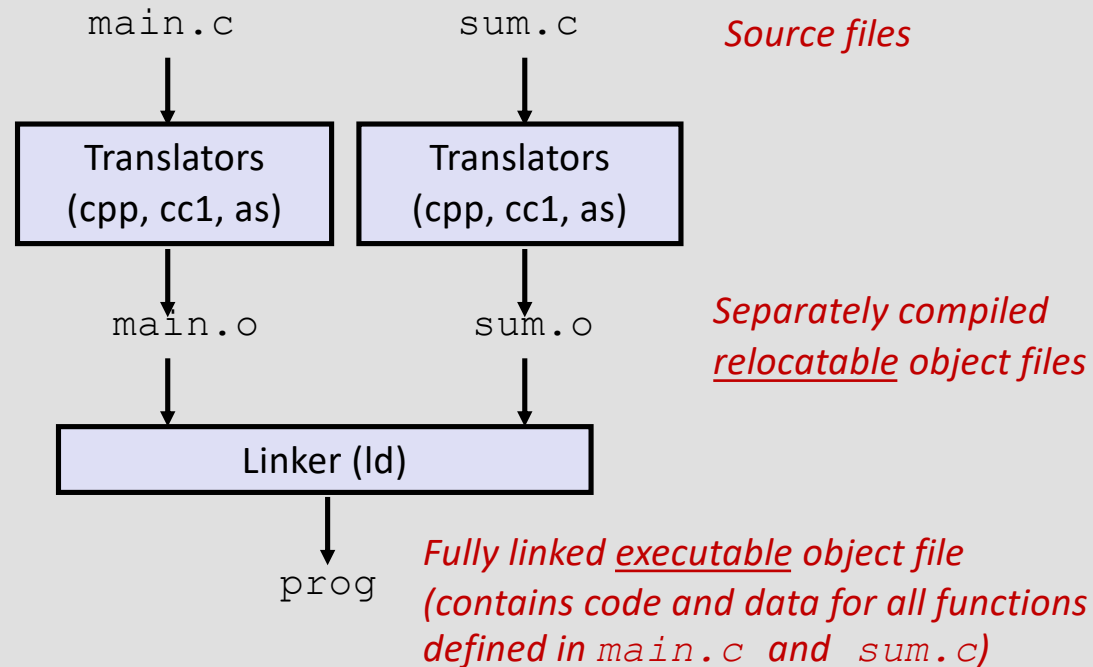 main.c
sum.c
Source files
Translators
(cpp, cc1, as)
Translators
(cpp, cc1, as)
main.o
sum.o
Separately compiled
relocatable object files
Linker (ld)
prog
Fully linked executable object file
(contains code and data for all functions
defined in main.c and sum.c)